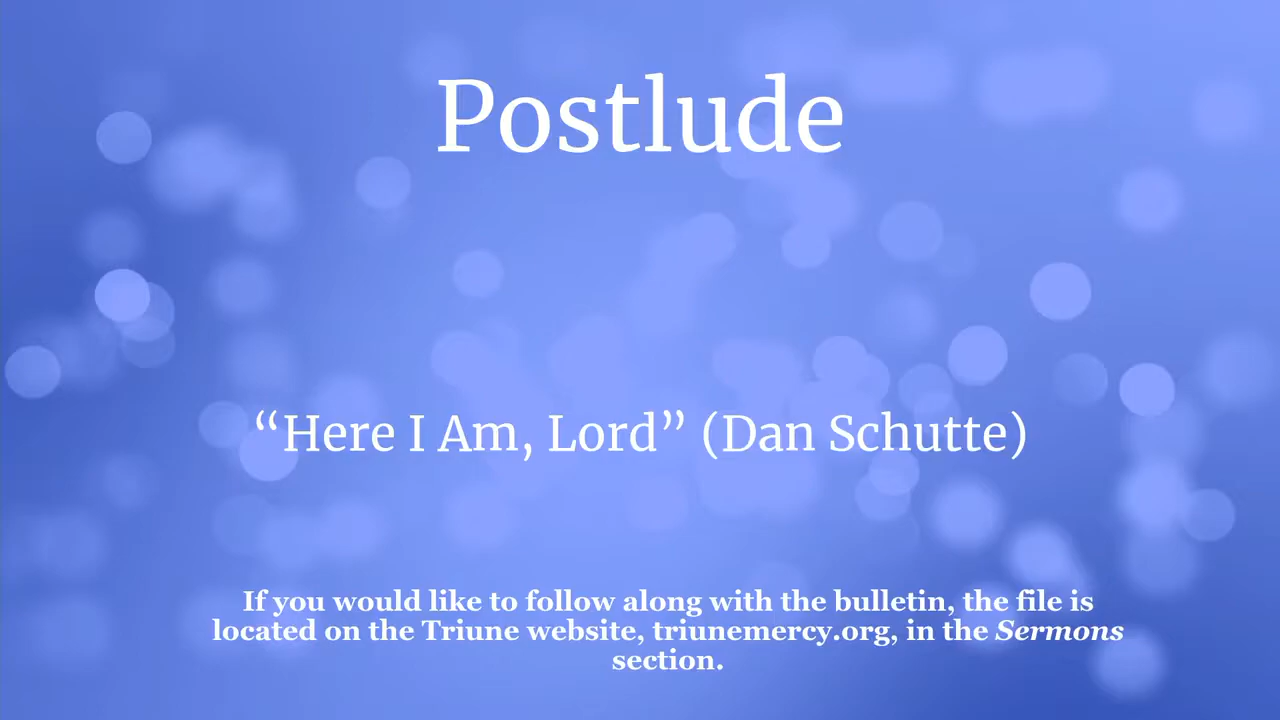 Postlude
“Here I Am, Lord” (Dan Schutte)
If you would like to follow along with the bulletin, the file is
located on the Triune website, triunemercy.org, in the Sermons
section.